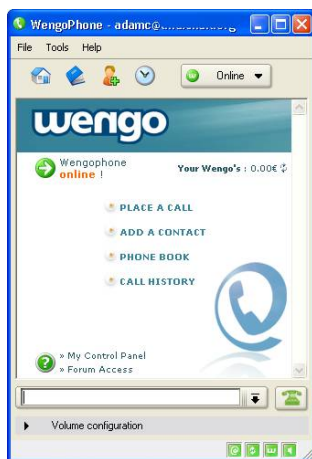 WengoPhone - adamc@
File Tools Help
Online
wengo
Wengophone
online !
Your Wengo's : 0.00€
PLACE A CALL
ADD A CONTACT
PHONE BOOK
CALL HISTORY
» My Control Panel
» Forum Access
Volume configuration